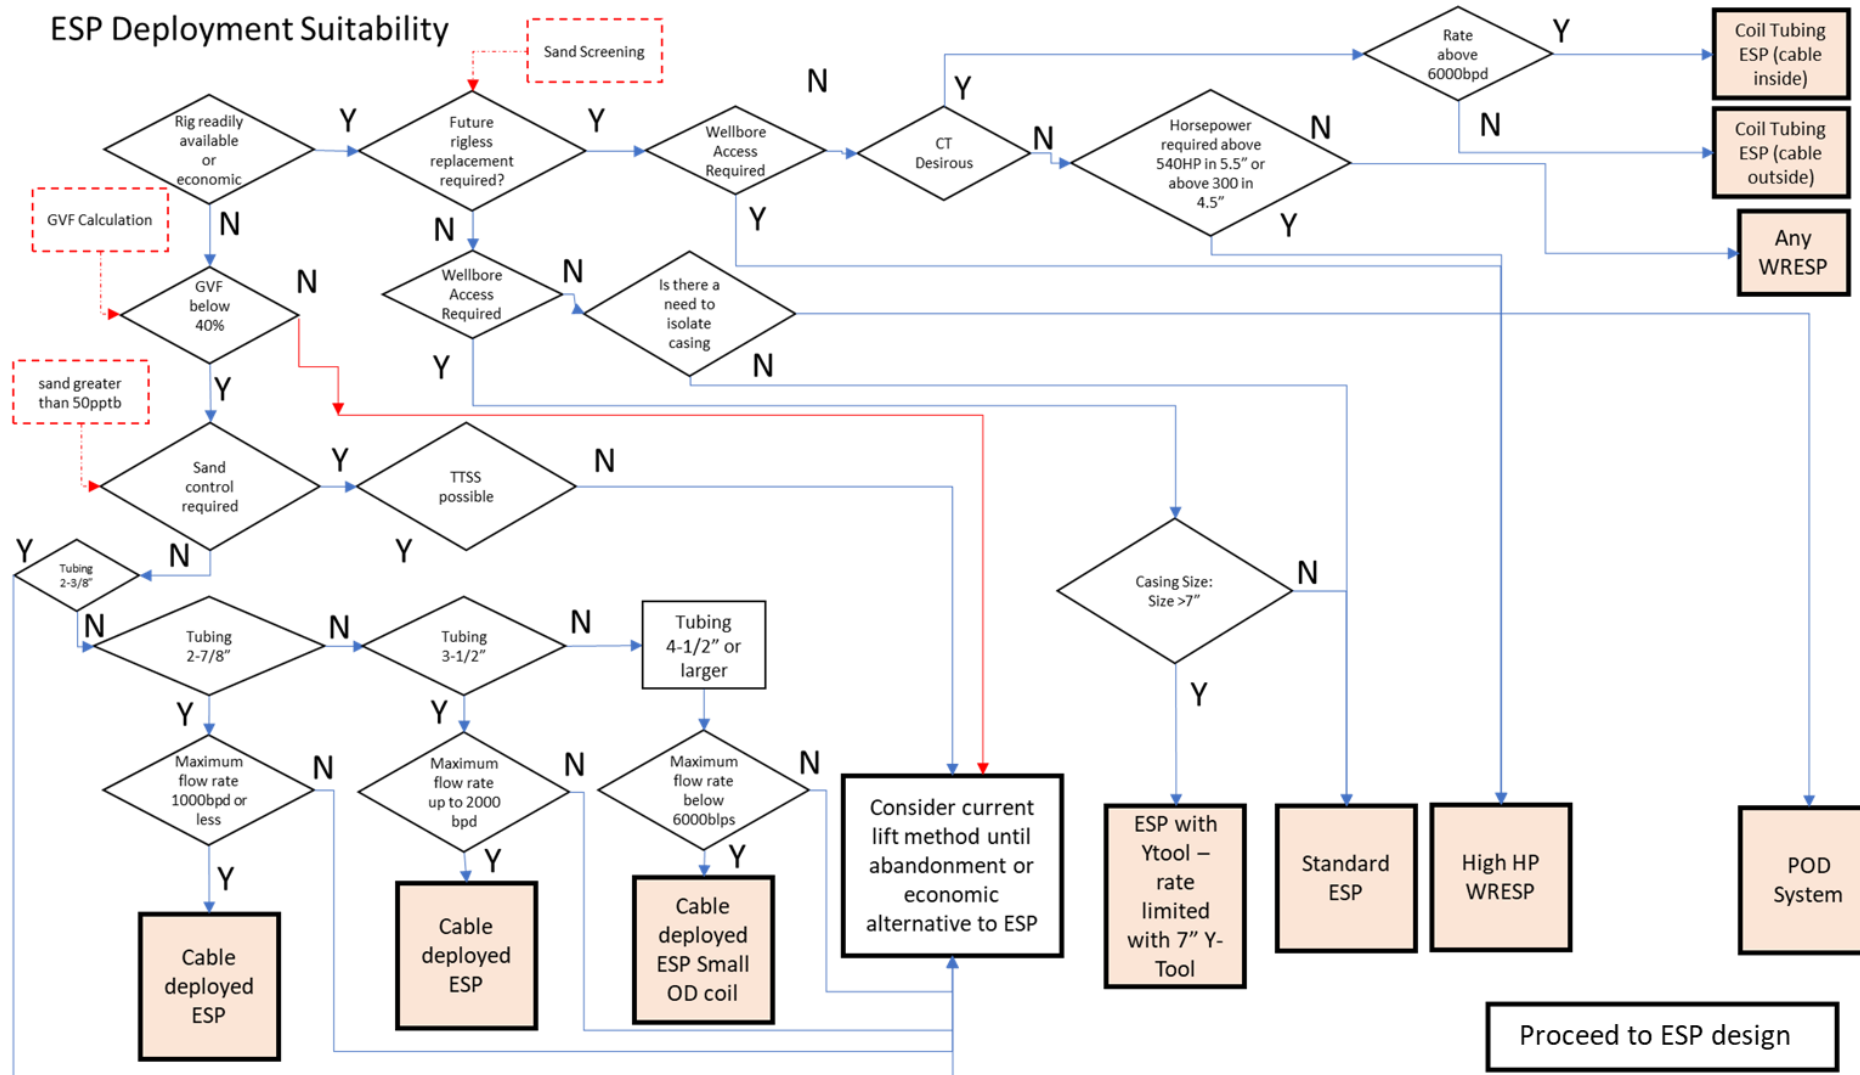 ESP Deployment Suitability
Sand Screening
Rig readily
available
or
economic
Y
Future
rigless
replacement
required?
Y
Wellbore
Access
Required
N
CT
Desirous
Y
N
Rate
above
6000bpd
Y
N
Coil Tubing
ESP (cable
inside)
Coil Tubing
ESP (cable
outside)
Horsepower
required above
540HP in 5.5” or
above 300 in
4.5”
N
Y
Any
WRESP
GVF Calculation
N
N
Y
GVF
below
40%
N
Wellbore
Access
Required
N
Is there a
need to
isolate
casing
Y
N
sand greater
than 50pptb
Y
Sand
control
required
Y
TTSS
possible
N
Y
N
Y
Tubing
2-3/8”
N
Tubing
2-7/8”
N
Tubing
3-1/2”
N
Tubing
4-1/2” or
larger
Casing Size:
Size >7”
N
Y
Y
Y
Maximum
flow rate
1000bpd or
less
N
Maximum
flow rate
up to 2000
bpd
N
Maximum
flow rate
below
6000blps
N
Y
Y
Y
Cable
deployed
ESP
Cable
deployed
ESP
Cable
deployed
ESP Small
OD coil
Consider current
lift method until
abandonment or
economic
alternative to ESP
ESP with
Ytool –
rate
limited
with 7” Y-
Tool
Standard
ESP
High HP
WRESP
POD
System
Proceed to ESP design